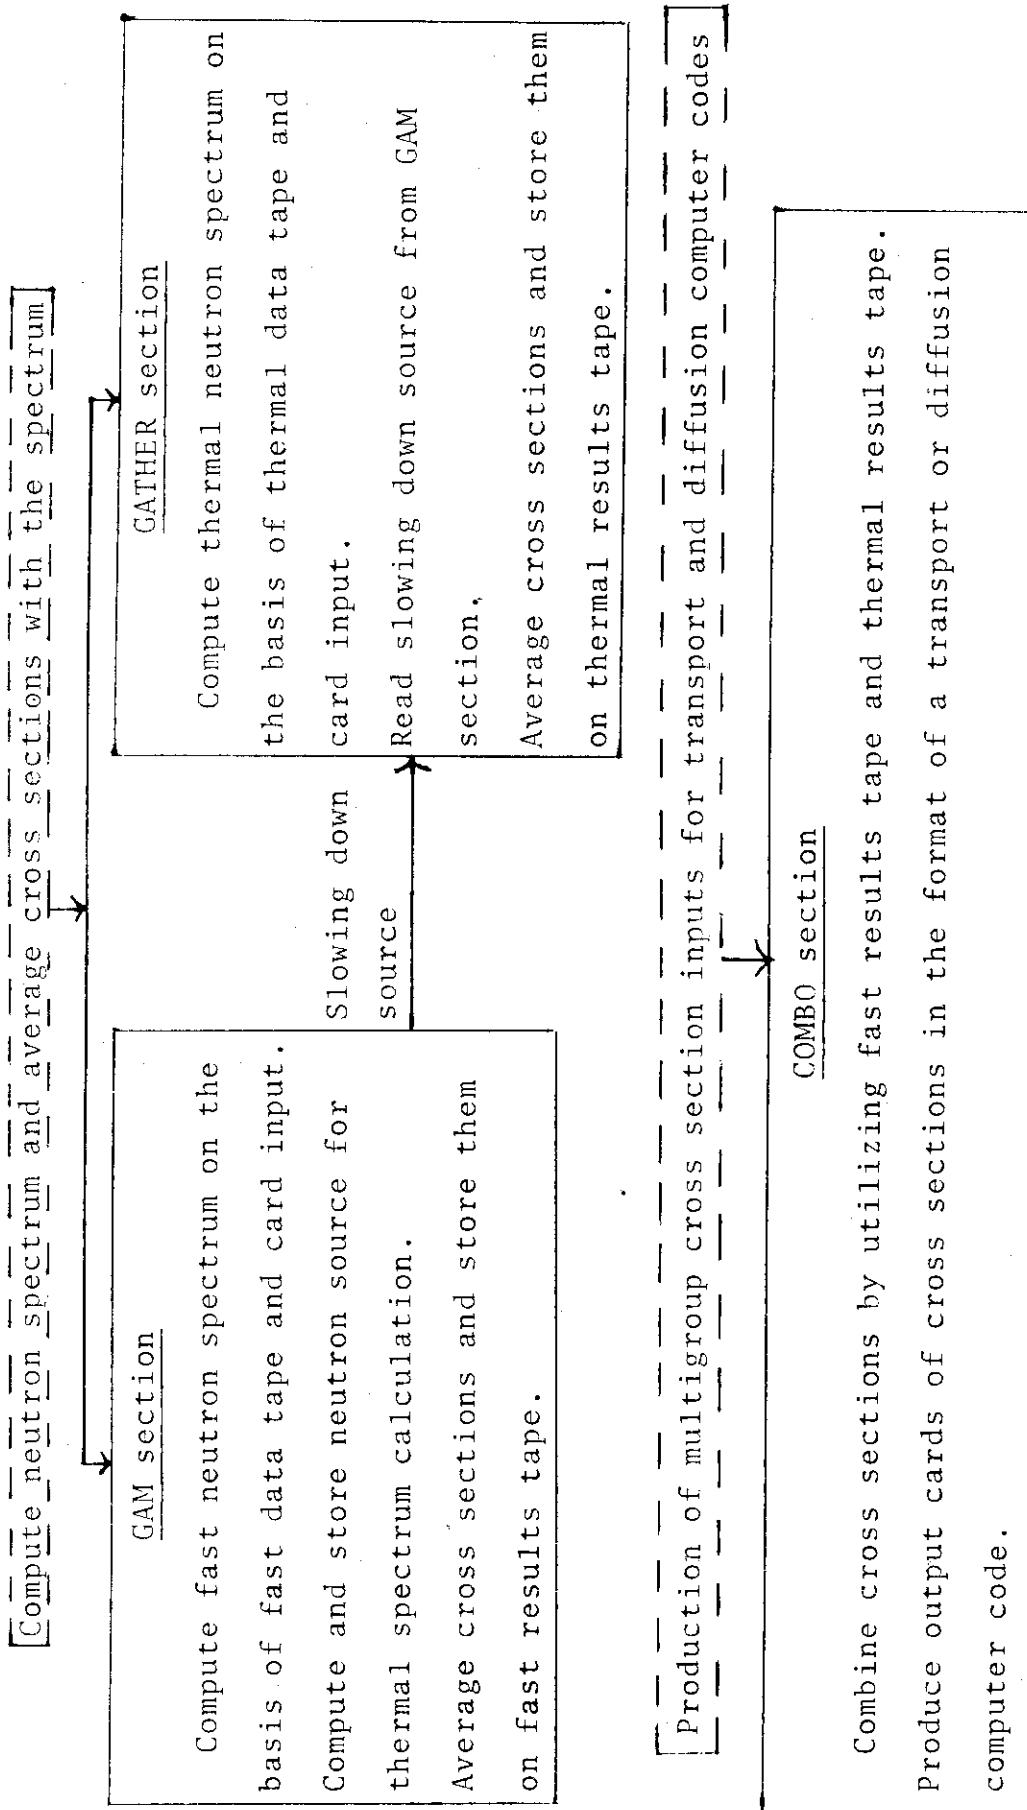 Compute neutron spectrum and average cross sections with the spectrum
GAM section
Compute fast neutron spectrum on the
basis of fast data tape and card input.
Compute and store neutron source for
thermal spectrum calculation.
Average cross sections and store them
on fast results tape.
Slowing down
source
GATHER section
Compute thermal neutron spectrum on
the basis of thermal data tape and
card input.
Read slowing down source from GAM
section.
Average cross sections and store them
on thermal results tape.
Production of multigroup cross section inputs for transport and diffusion computer codes
COMBO section
Combine cross sections by utilizing fast results tape and thermal results tape.
Produce output cards of cross sections in the format of a transport or diffusion
computer code.